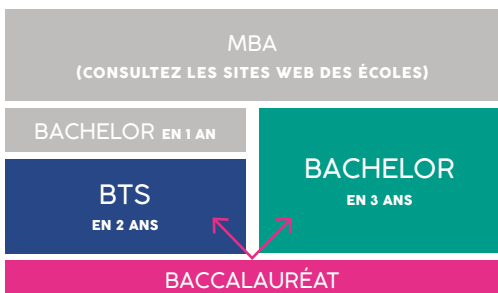 MBA
(CONSULTEZ LES SITES WEB DES ÉCOLES)
BACHELOR EN 1 AN
BTS
EN 2 ANS
BACHELOR
EN 3 ANS
BACCALAURÉAT